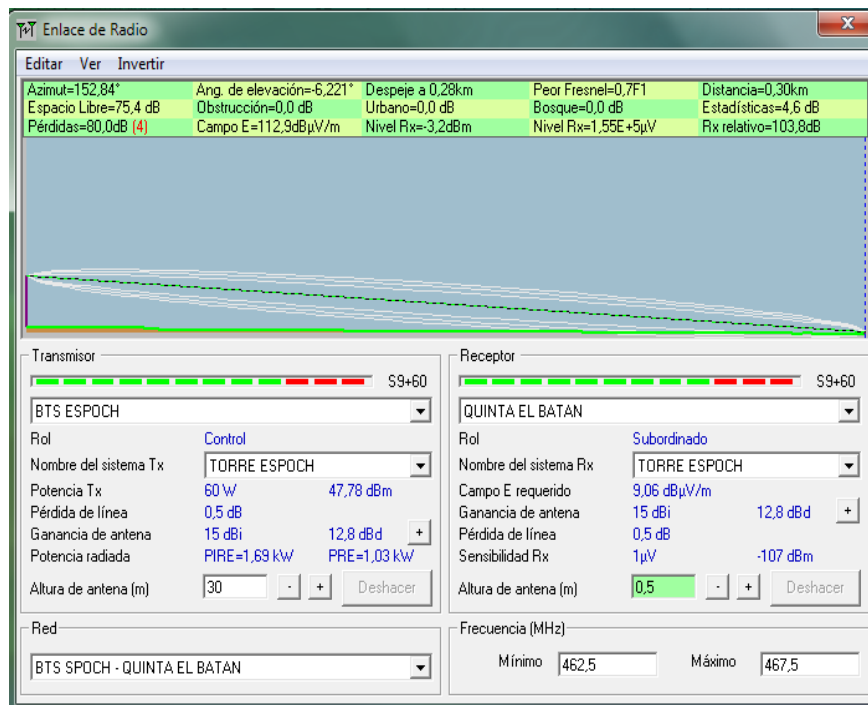 Enlace de Radio
Editar Ver Invertir
Azimut=152,84° Ang. de elevación=-6,221° Despeje a 0,28km Peor Fresnel=0,7F1 Distancia=0,30km
Espacio Libre=75,4 dB Obstrucción=0,0 dB Urbano=0,0 dB Bosque=0,0 dB Estadísticas=4,6 dB
Pérdidas=80,0dB (4) Campo E=112,9dBµV/m Nivel Rx=-3,2dBm Nivel Rx=1,55E+5µV Rx relativo=103,8dB
Transmisor Receptor
S9+60 S9+60
BTS ESPOCH QUINTA EL BATAN
Rol Control Rol Subordinado
Nombre del sistema Tx TORRE ESPOCH Nombre del sistema Rx TORRE ESPOCH
Potencia Tx 60 W 47,78 dBm Campo E requerido 9,06 dBµV/m
Pérdida de línea 0,5 dB Ganancia de antena 15 dBi 12,8 dBd +
Ganancia de antena 15 dBi 12,8 dBd + Pérdida de línea 0,5 dB
Potencia radiada PIRE=1,69 kW PRE=1,03 kW Sensibilidad Rx 1µV -107 dBm
Altura de antena (m) 30 - + Deshacer Altura de antena (m) 0,5 - + Deshacer
Red Frecuencia (MHz)
BTS SPOCH - QUINTA EL BATAN Mínimo 462,5 Máximo 467,5